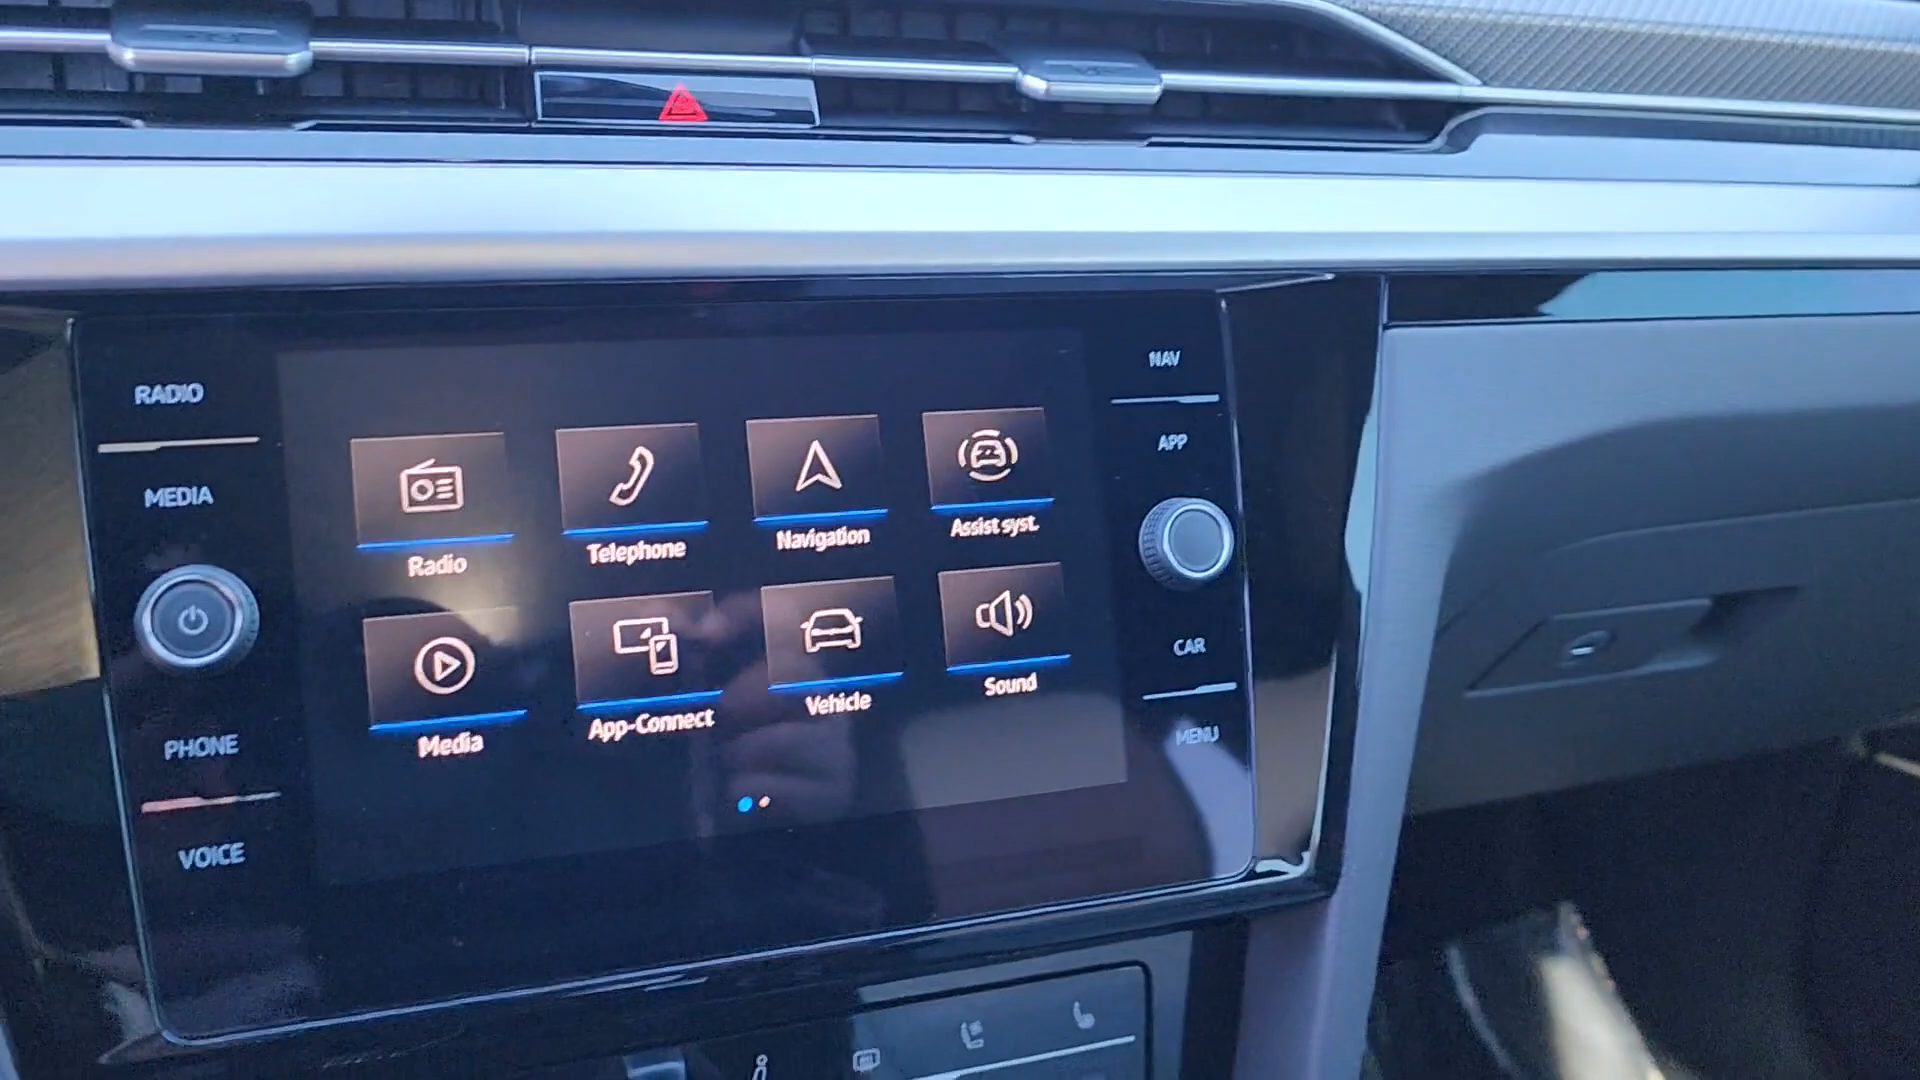 RADIO
MEDIA
PHONE
VOICE
Radio
Telephone
Navigation
Assist syst.
Media
App-Connect
Vehicle
Sound
NAV
APP
CAR
MENU